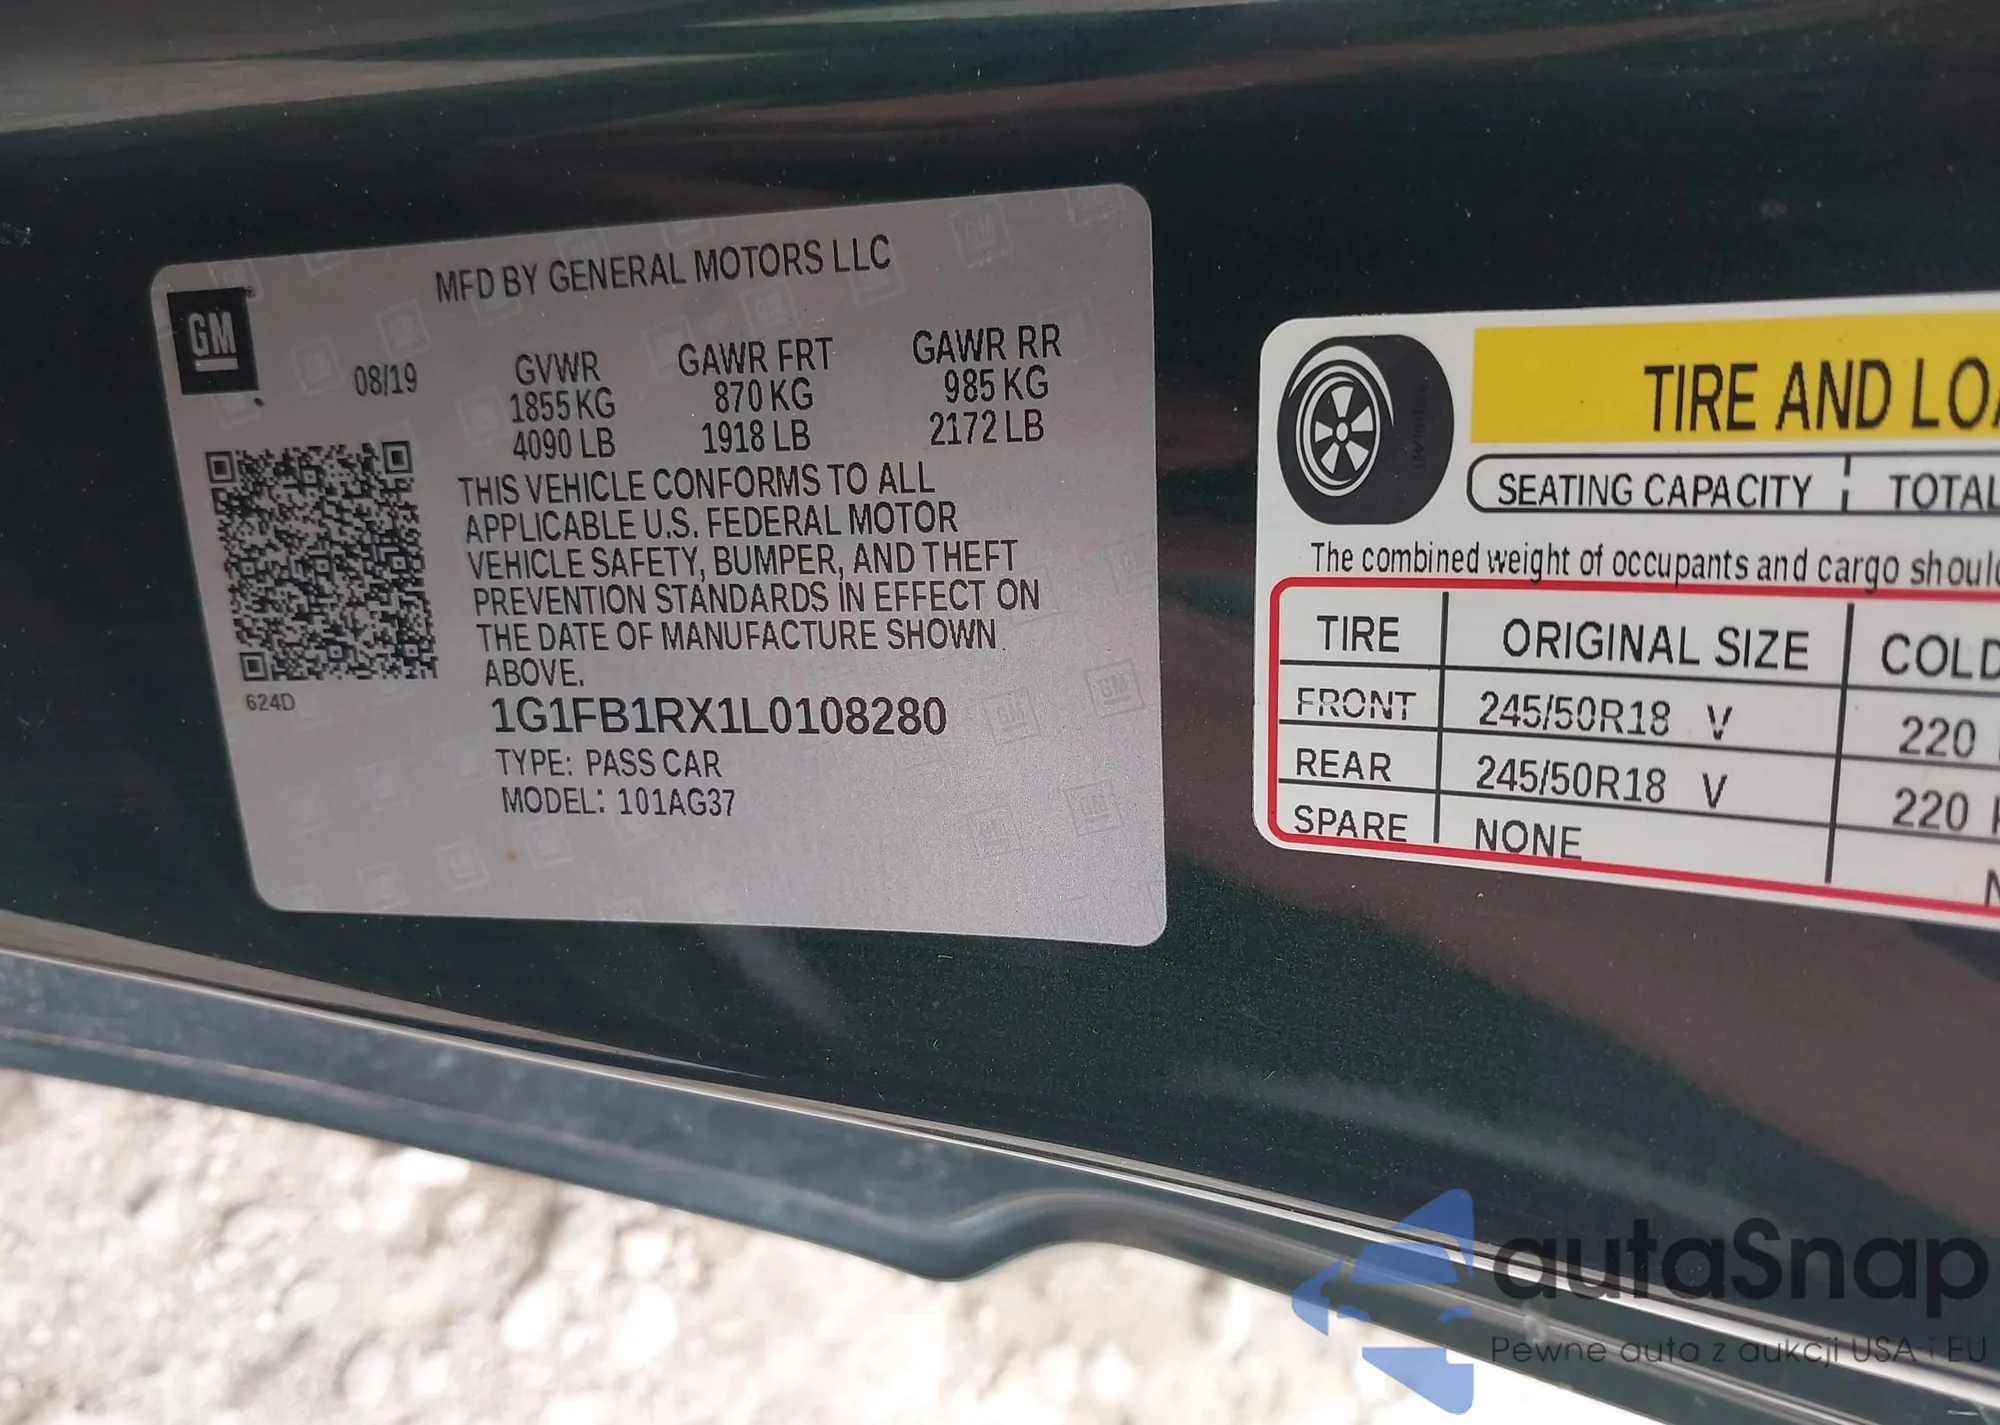 GM
MFD BY GENERAL MOTORS LLC
08/19
GVWR GAWR FRT GAWR RR
1855 KG 870 KG 985 KG
4090 LB 1918 LB 2172 LB
THIS VEHICLE CONFORMS TO ALL
APPLICABLE U.S. FEDERAL MOTOR
VEHICLE SAFETY, BUMPER, AND THEFT
PREVENTION STANDARDS IN EFFECT ON
THE DATE OF MANUFACTURE SHOWN
ABOVE.
624D
1G1FB1RX1L0108280
TYPE: PASS CAR
MODEL: 101AG37
TIRE AND LOA
SEATING CAPACITY TOTAL
The combined weight of occupants and cargo should
TIRE ORIGINAL SIZE COLD
FRONT 245/50R18 V 220
REAR 245/50R18 V 220
SPARE NONE N
autaSnap
Pewne auta z aukcji USA i EU